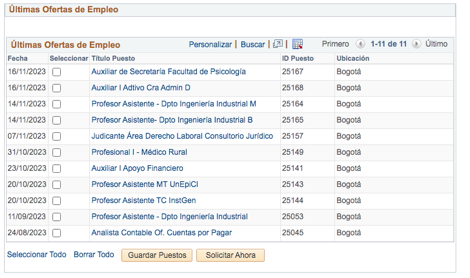 Últimas Ofertas de Empleo
Últimas Ofertas de Empleo Personalizar | Buscar | | Primero 1-11 de 11 Último
Fecha Seleccionar Título Puesto ID Puesto Ubicación
16/11/2023 Auxiliar de Secretaría Facultad de Psicología 25167 Bogotá
16/11/2023 Auxiliar I Adtivo Cra Admin D 25168 Bogotá
14/11/2023 Profesor Asistente - Dpto Ingeniería Industrial M 25164 Bogotá
14/11/2023 Profesor Asistente- Dpto Ingeniería Industrial B 25165 Bogotá
07/11/2023 Judicante Área Derecho Laboral Consultorio Jurídico 25157 Bogotá
31/10/2023 Profesional I - Médico Rural 25149 Bogotá
23/10/2023 Auxiliar I Apoyo Financiero 25141 Bogotá
20/10/2023 Profesor Asistente MT UnEpiCl 25143 Bogotá
20/10/2023 Profesor Asistente TC InstGen 25144 Bogotá
11/09/2023 Profesor Asistente - Dpto Ingeniería Industrial 25053 Bogotá
24/08/2023 Analista Contable Of. Cuentas por Pagar 25045 Bogotá
Seleccionar Todo Borrar Todo Guardar Puestos Solicitar Ahora